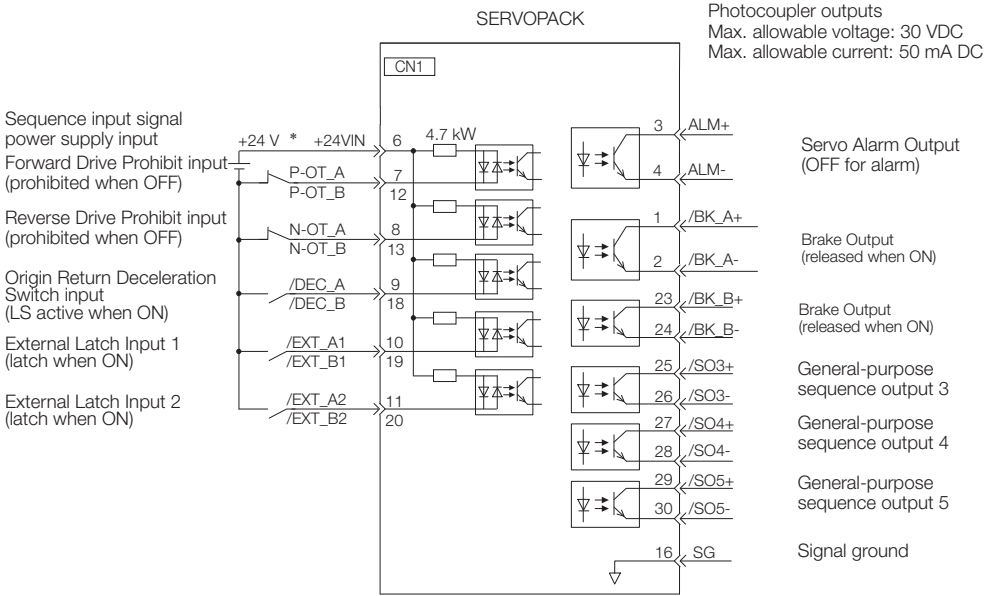 SERVOPACK
Photocoupler outputs
Max. allowable voltage: 30 VDC
Max. allowable current: 50 mA DC
CN1
Sequence input signal
power supply input
+24 V
*
+24VIN
6
4.7 kW
Forward Drive Prohibit input
(prohibited when OFF)
P-OT_A
P-OT_B
7
12
Reverse Drive Prohibit input
(prohibited when OFF)
N-OT_A
N-OT_B
8
13
Origin Return Deceleration
Switch input
(LS active when ON)
/DEC_A
/DEC_B
9
18
External Latch Input 1
(latch when ON)
/EXT_A1
/EXT_B1
10
19
External Latch Input 2
(latch when ON)
/EXT_A2
/EXT_B2
11
20
3
ALM+
4
ALM-
Servo Alarm Output
(OFF for alarm)
1
/BK_A+
2
/BK_A-
Brake Output
(released when ON)
23
/BK_B+
24
/BK_B-
Brake Output
(released when ON)
25
/SO3+
26
/SO3-
General-purpose
sequence output 3
27
/SO4+
28
/SO4-
General-purpose
sequence output 4
29
/SO5+
30
/SO5-
General-purpose
sequence output 5
16
SG
Signal ground